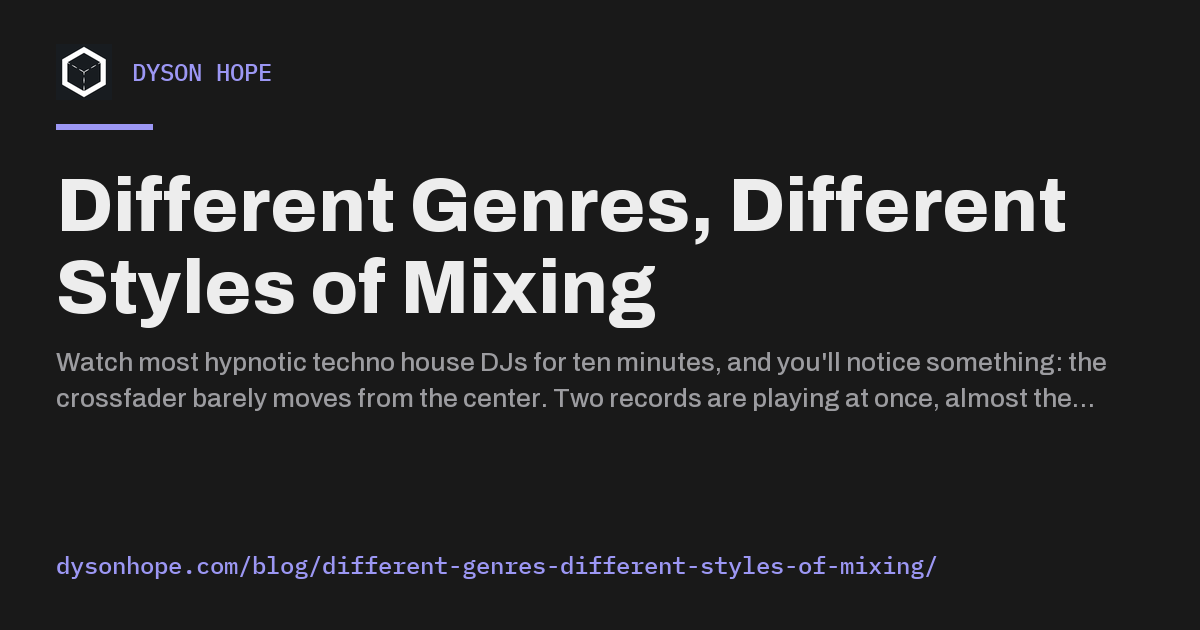 DYSON HOPE
Different Genres, Different
Styles of Mixing
Watch most hypnotic techno house DJs for ten minutes, and you'll notice something: the
crossfader barely moves from the center. Two records are playing at once, almost the...
dysonhope.com/blog/different-genres-different-styles-of-mixing/